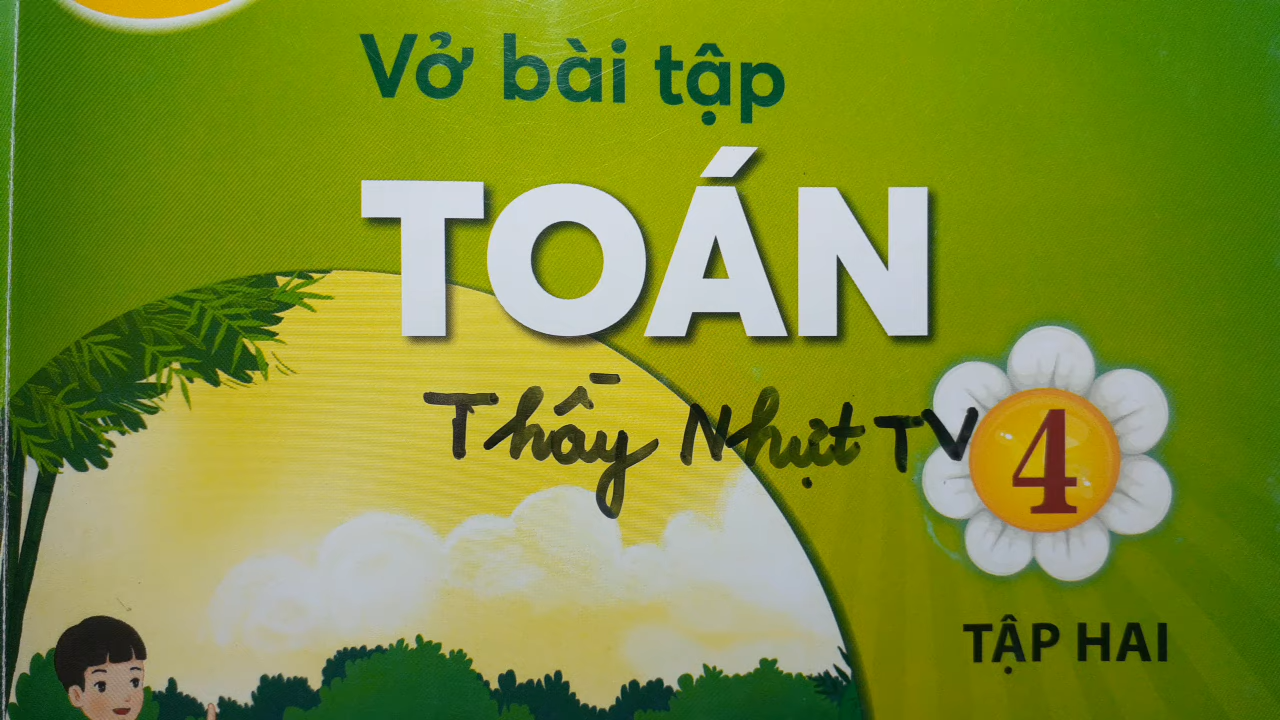 Vở bài tập
TOÁN
Thầy Nhựt TV
4
TẬP HAI